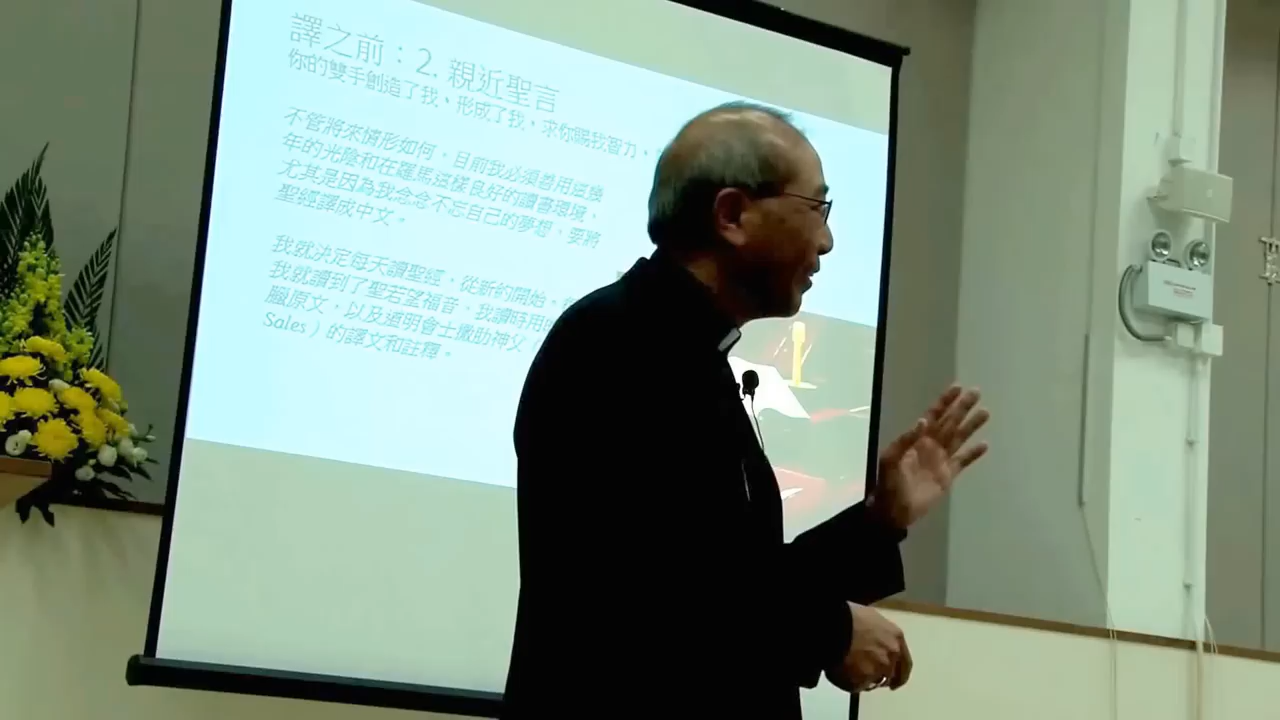 譯之前：2. 親近聖言
你的雙手創造了我、形成了我，求你賜我智力，
不管將來情形如何，目前我必須善用這幾
年的光陰和在羅馬這樣良好的讀書環境，
尤其是因為我念念不忘自己的夢想，要將
聖經譯成中文。
我就決定每天讀聖經，從新約開始。
我就讀到了聖若望福音，我讀時用
臘原文，以及道明會士撒助神父
Sales）的譯文和註釋。